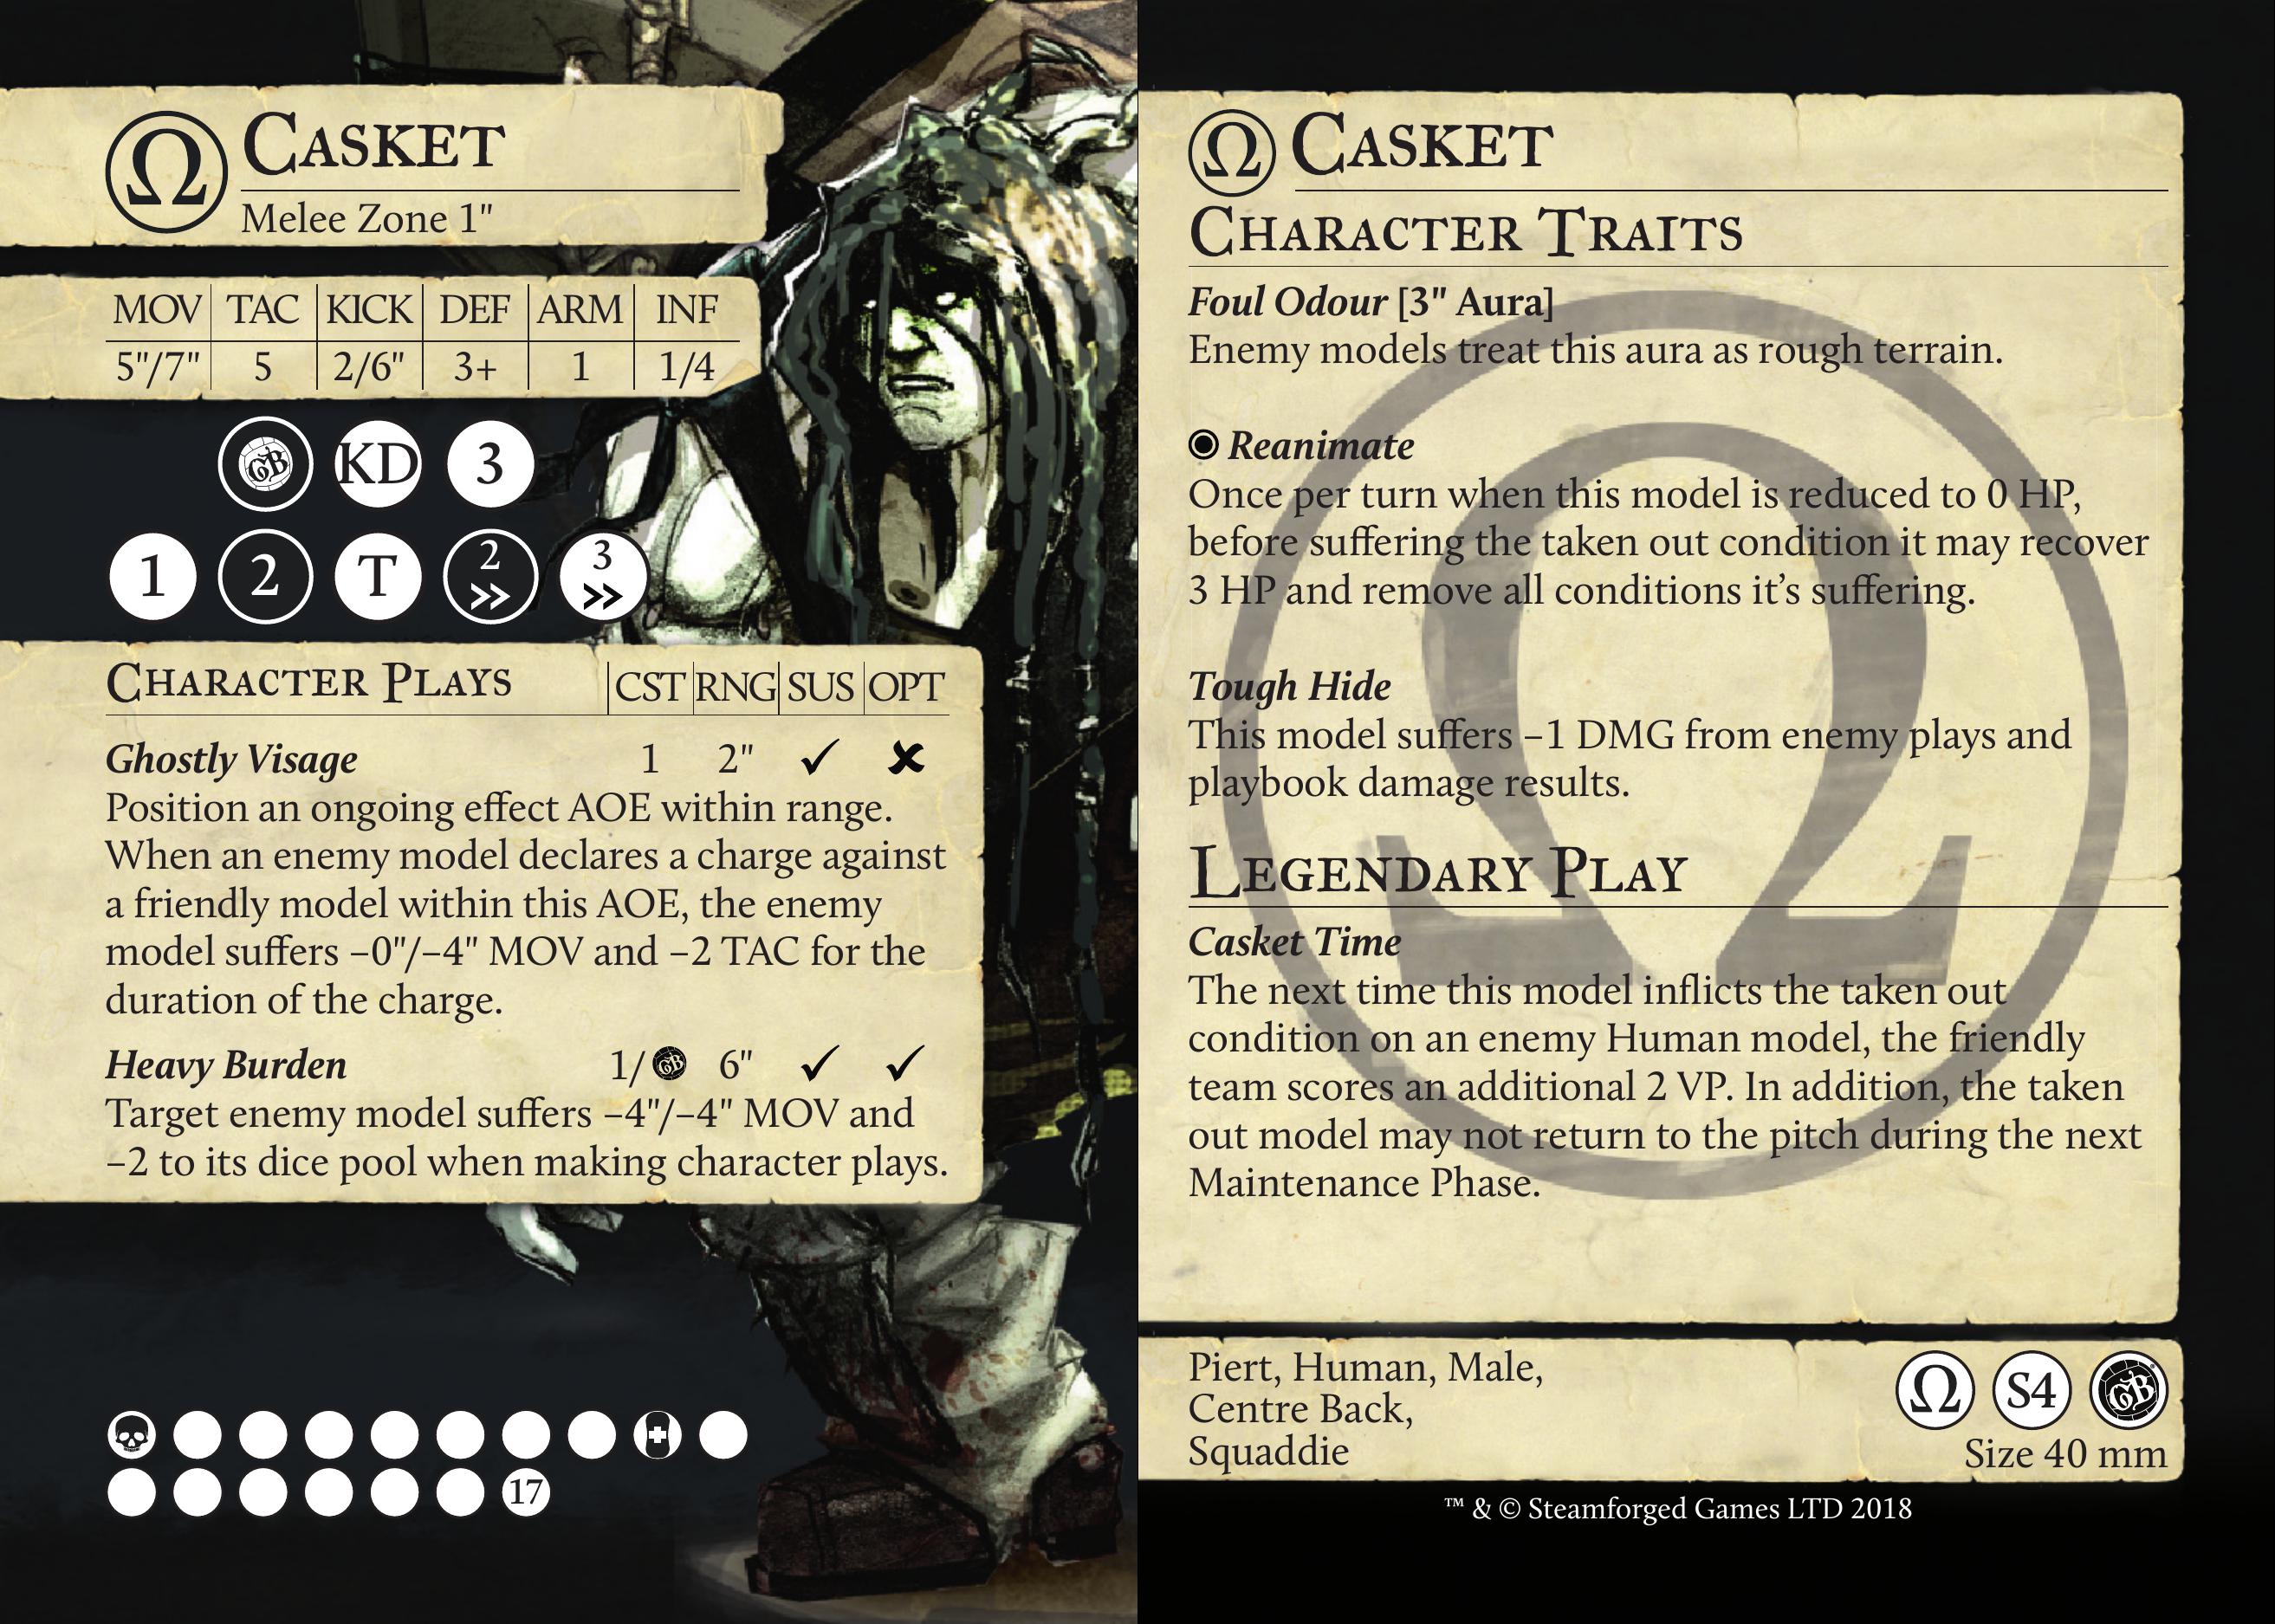 Ω CASKET
Melee Zone 1"
MOV TAC KICK DEF ARM INF
5"/7" 5 2/6" 3+ 1 1/4
GB KD 3
1 2 T 2 >> 3 >>
CHARACTER PLAYS CST RNG SUS OPT
Ghostly Visage 1 2" ✓ ✘
Position an ongoing effect AOE within range.
When an enemy model declares a charge against
a friendly model within this AOE, the enemy
model suffers –0"/–4" MOV and –2 TAC for the
duration of the charge.
Heavy Burden 1/GB 6" ✓ ✓
Target enemy model suffers –4"/–4" MOV and
–2 to its dice pool when making character plays.
17
Ω CASKET
CHARACTER TRAITS
Foul Odour [3" Aura]
Enemy models treat this aura as rough terrain.
Reanimate
Once per turn when this model is reduced to 0 HP,
before suffering the taken out condition it may recover
3 HP and remove all conditions it's suffering.
Tough Hide
This model suffers –1 DMG from enemy plays and
playbook damage results.
LEGENDARY PLAY
Casket Time
The next time this model inflicts the taken out
condition on an enemy Human model, the friendly
team scores an additional 2 VP. In addition, the taken
out model may not return to the pitch during the next
Maintenance Phase.
Piert, Human, Male,
Centre Back,
Squaddie
Ω S4 GB
Size 40 mm
™ & © Steamforged Games LTD 2018